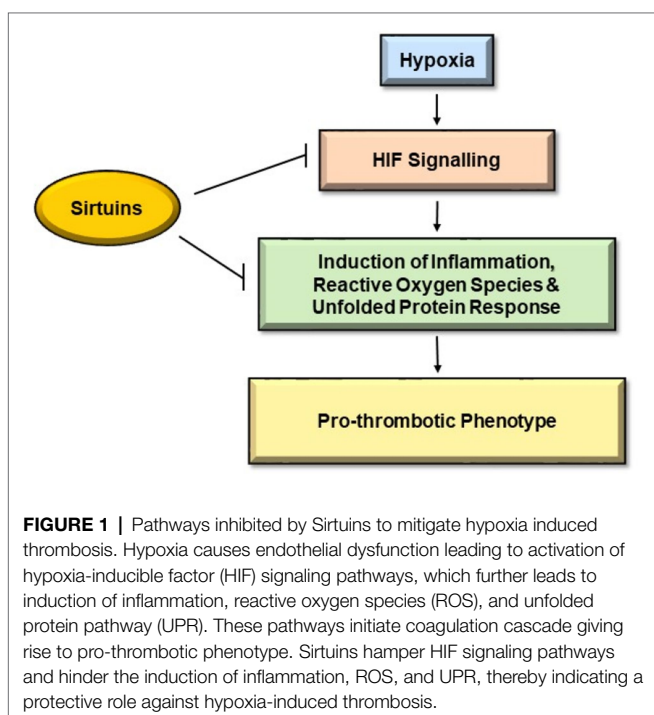 Hypoxia
HIF Signalling
Sirtuins
Induction of Inflammation,
Reactive Oxygen Species &
Unfolded Protein Response
Pro-thrombotic Phenotype
FIGURE 1 | Pathways inhibited by Sirtuins to mitigate hypoxia induced
thrombosis. Hypoxia causes endothelial dysfunction leading to activation of
hypoxia-inducible factor (HIF) signaling pathways, which further leads to
induction of inflammation, reactive oxygen species (ROS), and unfolded
protein pathway (UPR). These pathways initiate coagulation cascade giving
rise to pro-thrombotic phenotype. Sirtuins hamper HIF signaling pathways
and hinder the induction of inflammation, ROS, and UPR, thereby indicating a
protective role against hypoxia-induced thrombosis.